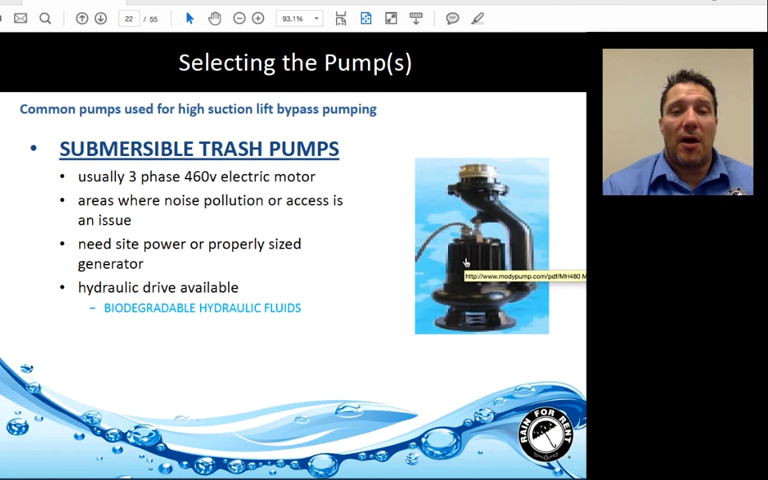 22 / 55
93.1%
Selecting the Pump(s)
Common pumps used for high suction lift bypass pumping
• SUBMERSIBLE TRASH PUMPS
• usually 3 phase 460v electric motor
• areas where noise pollution or access is
an issue
• need site power or properly sized
generator
• hydraulic drive available
– BIODEGRADABLE HYDRAULIC FLUIDS
http://www.modypump.com/pdf/MH480 M
RAIN FOR RENT